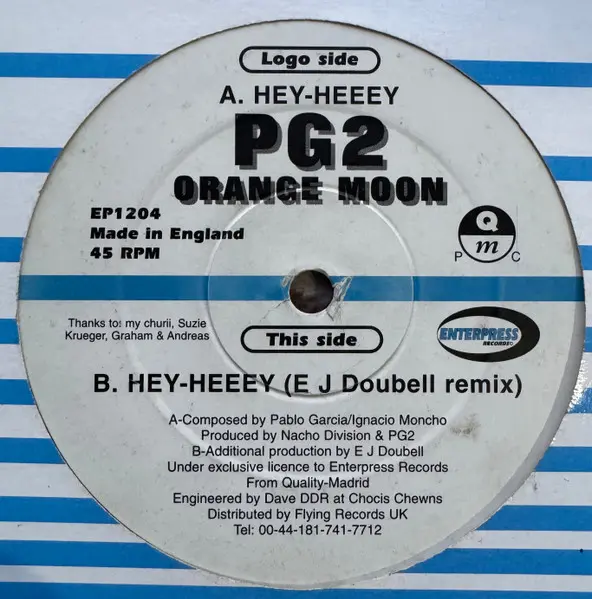 Logo side
A. HEY-HEEEY
PG2
ORANGE MOON
EP1204
Made in England
45 RPM
Q
m
P C
Thanks to: my churii, Suzie
Krueger, Graham & Andreas
This side
ENTERPRESS
RECORDS©
B. HEY-HEEEY (E J Doubell remix)
A-Composed by Pablo Garcia/Ignacio Moncho
Produced by Nacho Division & PG2
B-Additional production by E J Doubell
Under exclusive licence to Enterpress Records
From Quality-Madrid
Engineered by Dave DDR at Chocis Chewns
Distributed by Flying Records UK
Tel: 00-44-181-741-7712